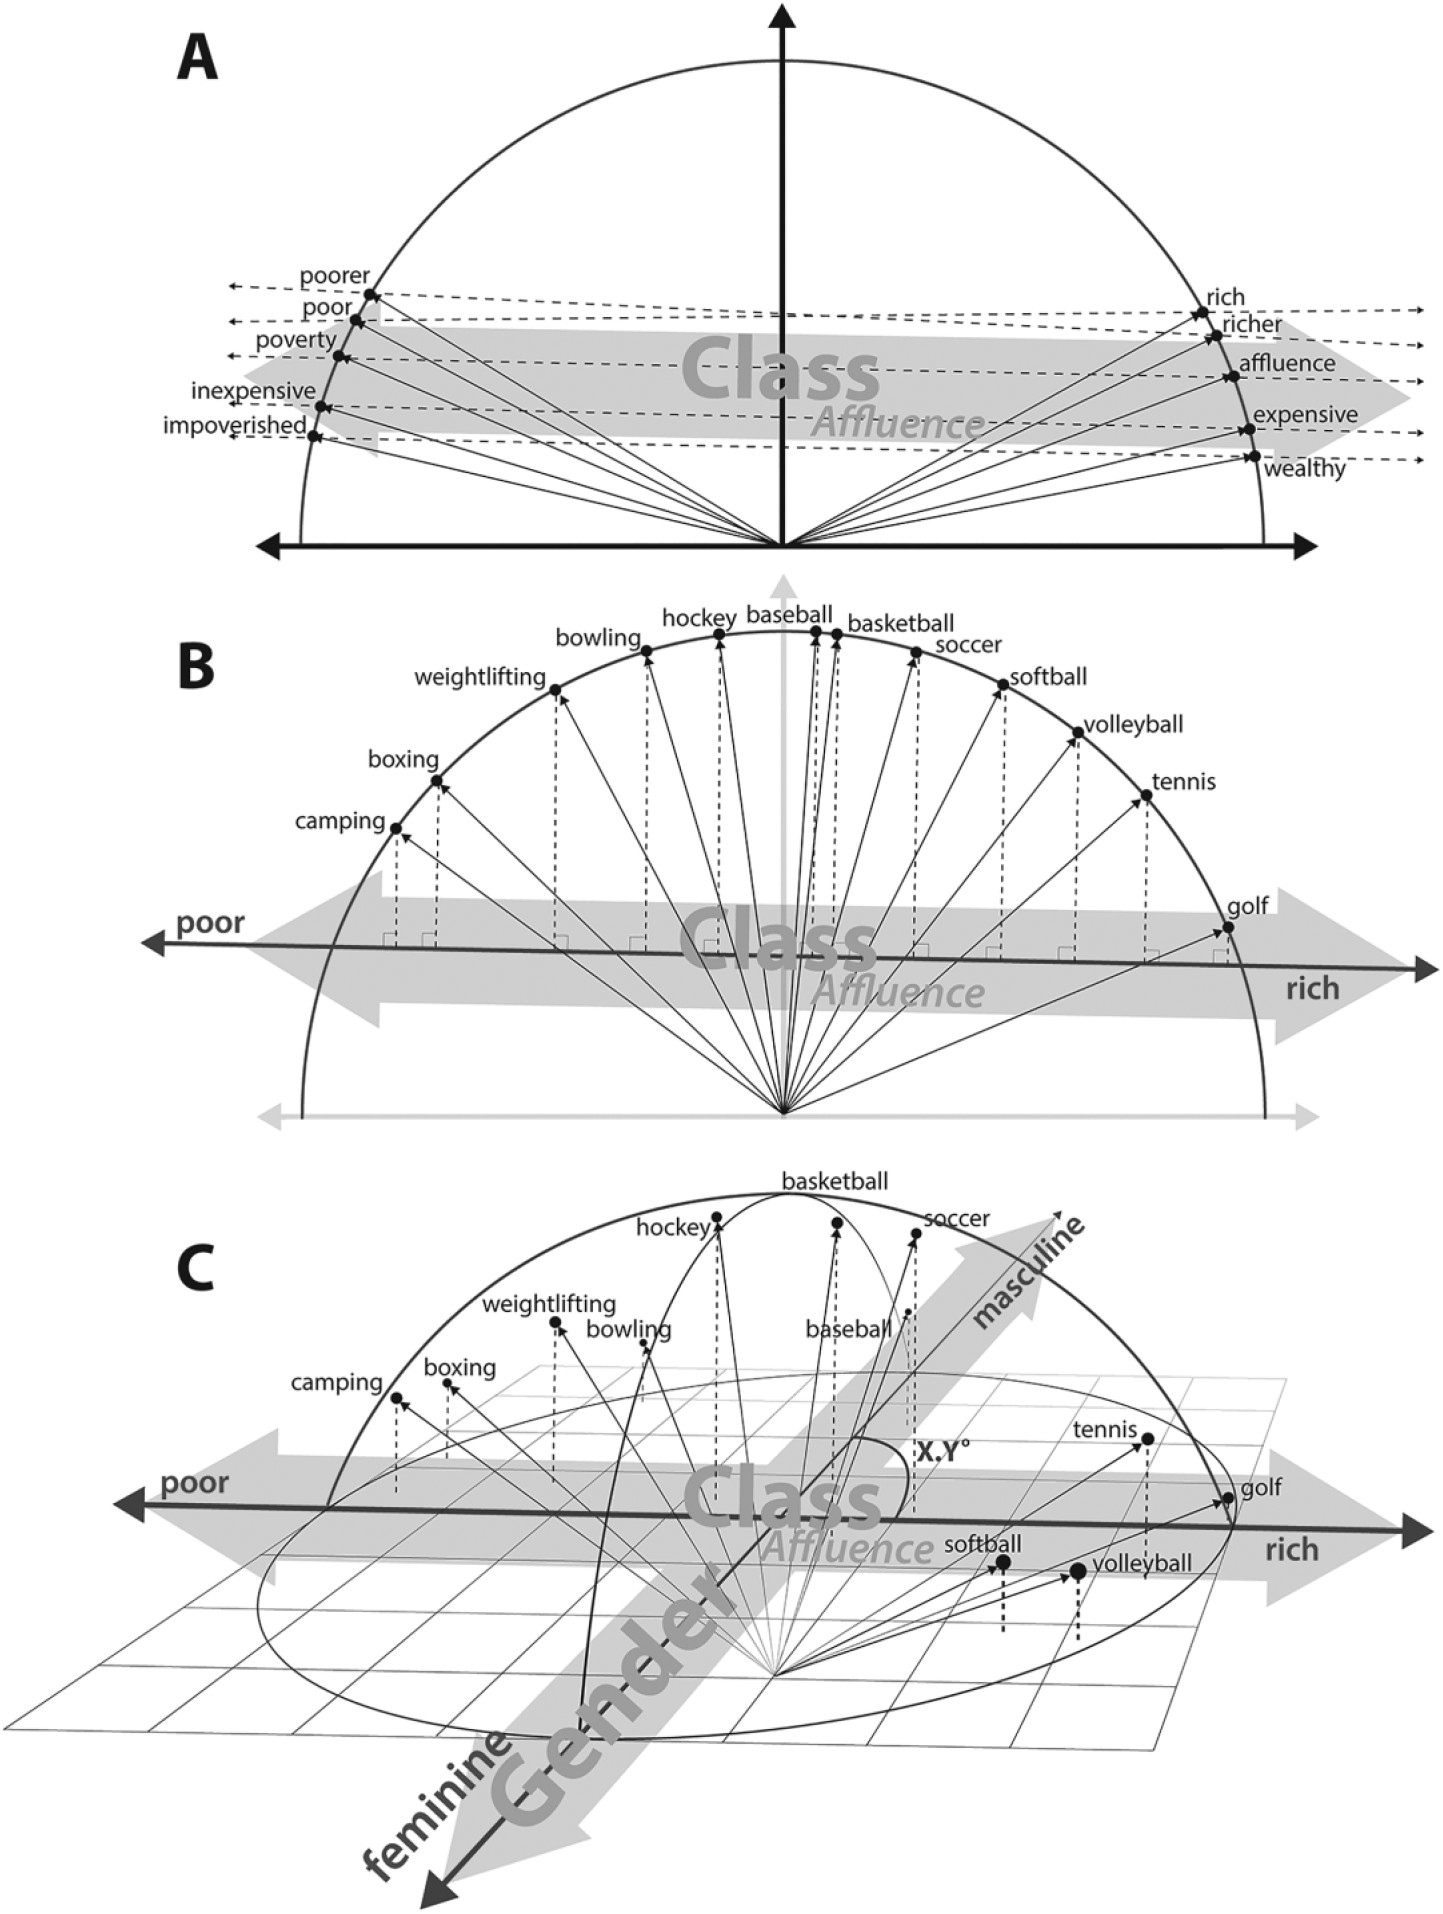 A
poorer
poor
poverty
inexpensive
impoverished
rich
richer
affluence
expensive
wealthy
Class
Affluence
B
camping
boxing
weightlifting
bowling
hockey
baseball
basketball
soccer
softball
volleyball
tennis
golf
poor
Class
Affluence
rich
C
basketball
hockey
soccer
masculine
weightlifting
bowling
baseball
camping
boxing
tennis
X.Y°
poor
Class
Affluence
golf
softball
volleyball
rich
Gender
feminine